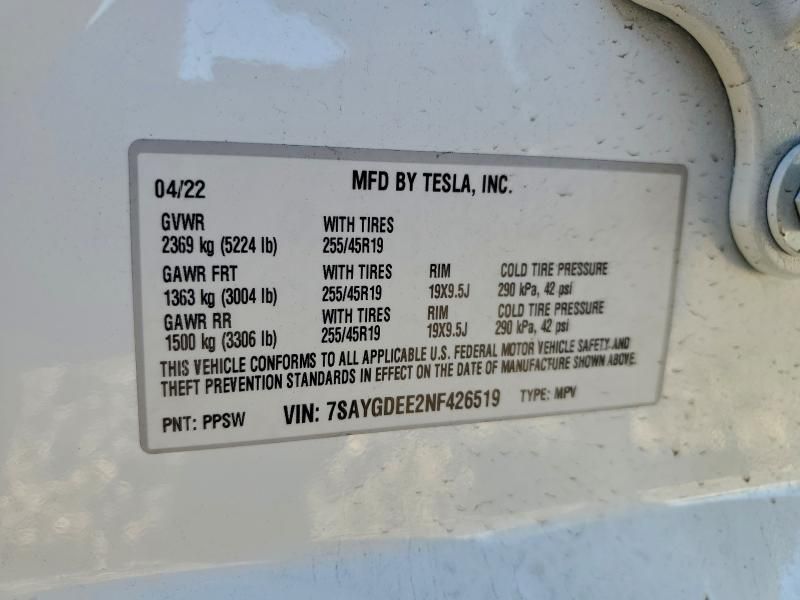 04/22 MFD BY TESLA, INC.
GVWR WITH TIRES
2369 kg (5224 lb) 255/45R19
GAWR FRT WITH TIRES RIM COLD TIRE PRESSURE
1363 kg (3004 lb) 255/45R19 19X9.5J 290 kPa, 42 psi
GAWR RR WITH TIRES RIM COLD TIRE PRESSURE
1500 kg (3306 lb) 255/45R19 19X9.5J 290 kPa, 42 psi
THIS VEHICLE CONFORMS TO ALL APPLICABLE U.S. FEDERAL MOTOR VEHICLE SAFETY AND
THEFT PREVENTION STANDARDS IN EFFECT ON THE DATE OF MANUFACTURE SHOWN ABOVE.
PNT: PPSW VIN: 7SAYGDEE2NF426519 TYPE: MPV